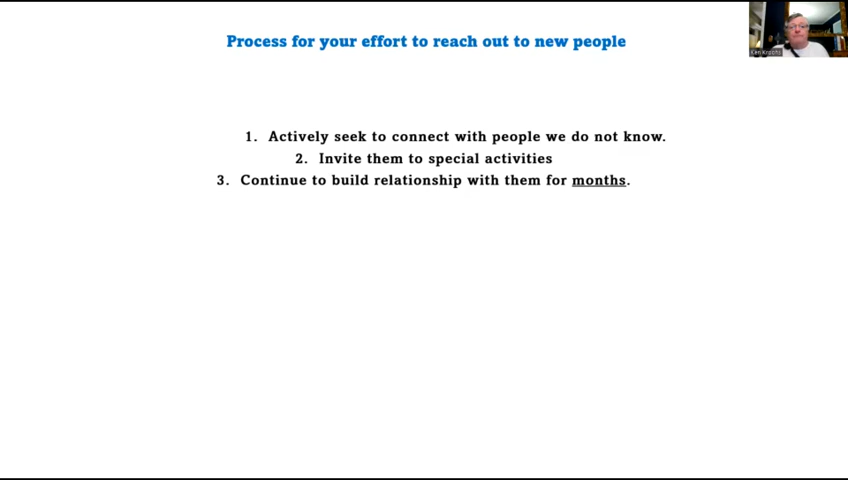 Process for your effort to reach out to new people
1. Actively seek to connect with people we do not know.
2. Invite them to special activities
3. Continue to build relationship with them for months.